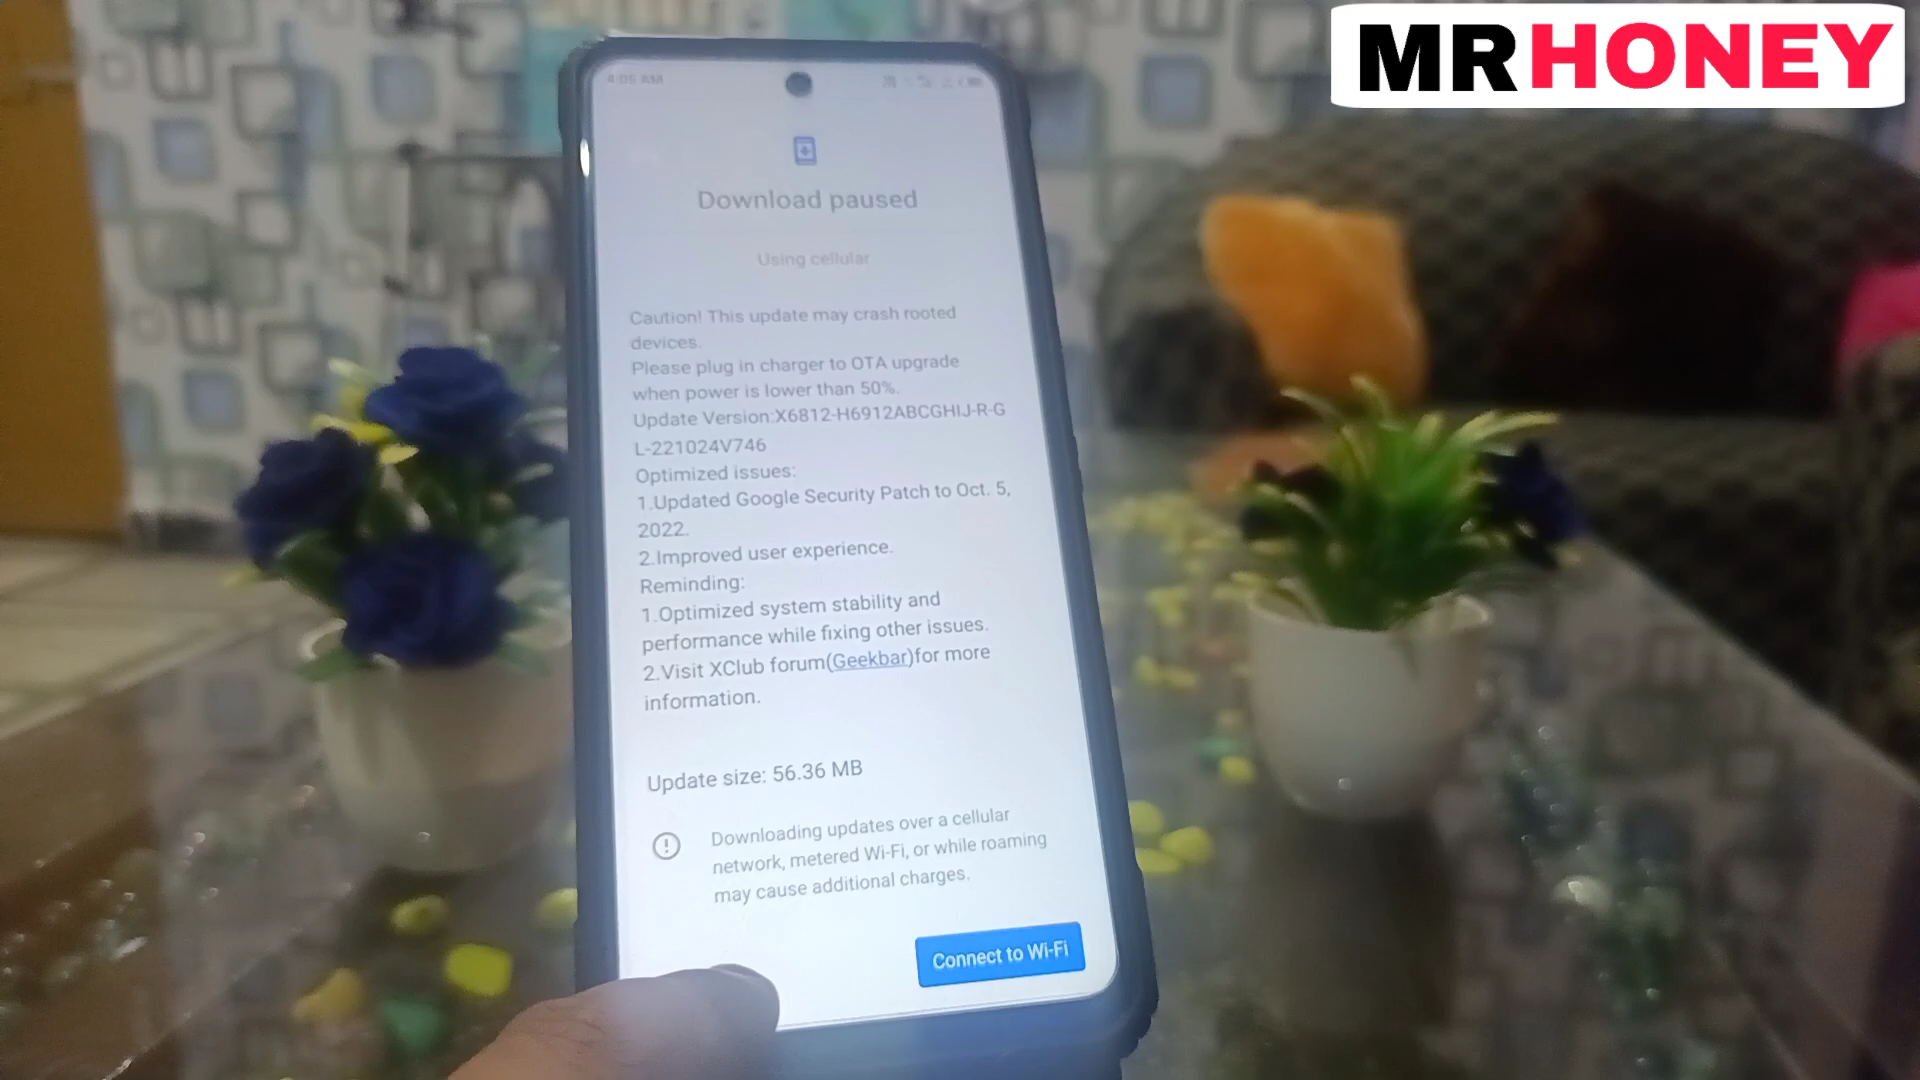 MRHONEY
4:05 AM
Download paused
Using cellular
Caution! This update may crash rooted
devices.
Please plug in charger to OTA upgrade
when power is lower than 50%.
Update Version:X6812-H6912ABCGHIJ-R-G
L-221024V746
Optimized issues:
1.Updated Google Security Patch to Oct. 5,
2022.
2.Improved user experience.
Reminding:
1.Optimized system stability and
performance while fixing other issues.
2.Visit XClub forum(Geekbar)for more
information.
Update size: 56.36 MB
Downloading updates over a cellular
network, metered Wi-Fi, or while roaming
may cause additional charges.
Connect to Wi-Fi